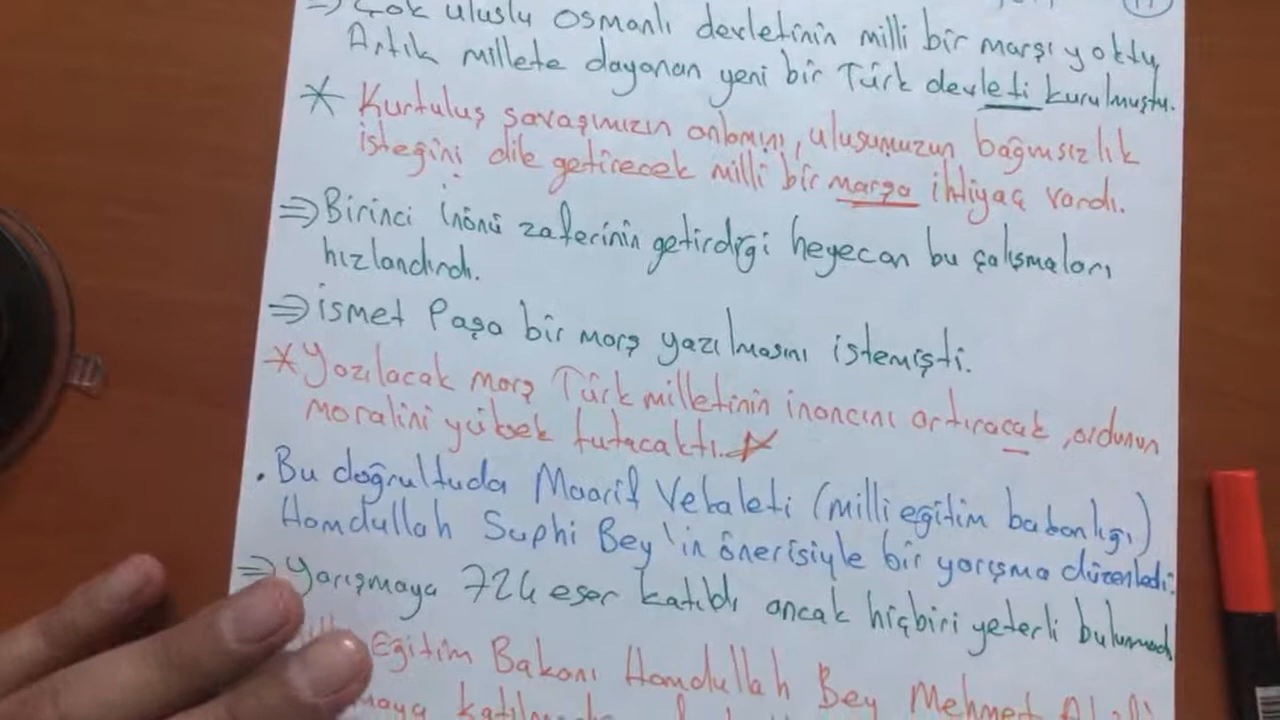 ⇒ Çok uluslu Osmanlı devletinin milli bir marşı yoktu,
Artık millete dayanan yeni bir Türk devleti kurulmuştu.
* Kurtuluş savaşımızın anlamını, ulusumuzun bağımsızlık
isteğini dile getirecek milli bir marşa ihtiyaç vardı.
⇒ Birinci İnönü zaferinin getirdiği heyecan bu çalışmaları
hızlandırdı.
⇒ İsmet Paşa bir marş yazılmasını istemişti.
* Yazılacak marş Türk milletinin inancını artıracak, ordunun
moralini yüksek tutacaktı.
. Bu doğrultuda Maarif Vekaleti (milli eğitim bakanlığı)
Hamdullah Suphi Bey'in önerisiyle bir yarışma düzenledi.
⇒ Yarışmaya 724 eser katıldı ancak hiçbiri yeterli bulunmadı
Eğitim Bakanı Hamdullah Bey Mehmet